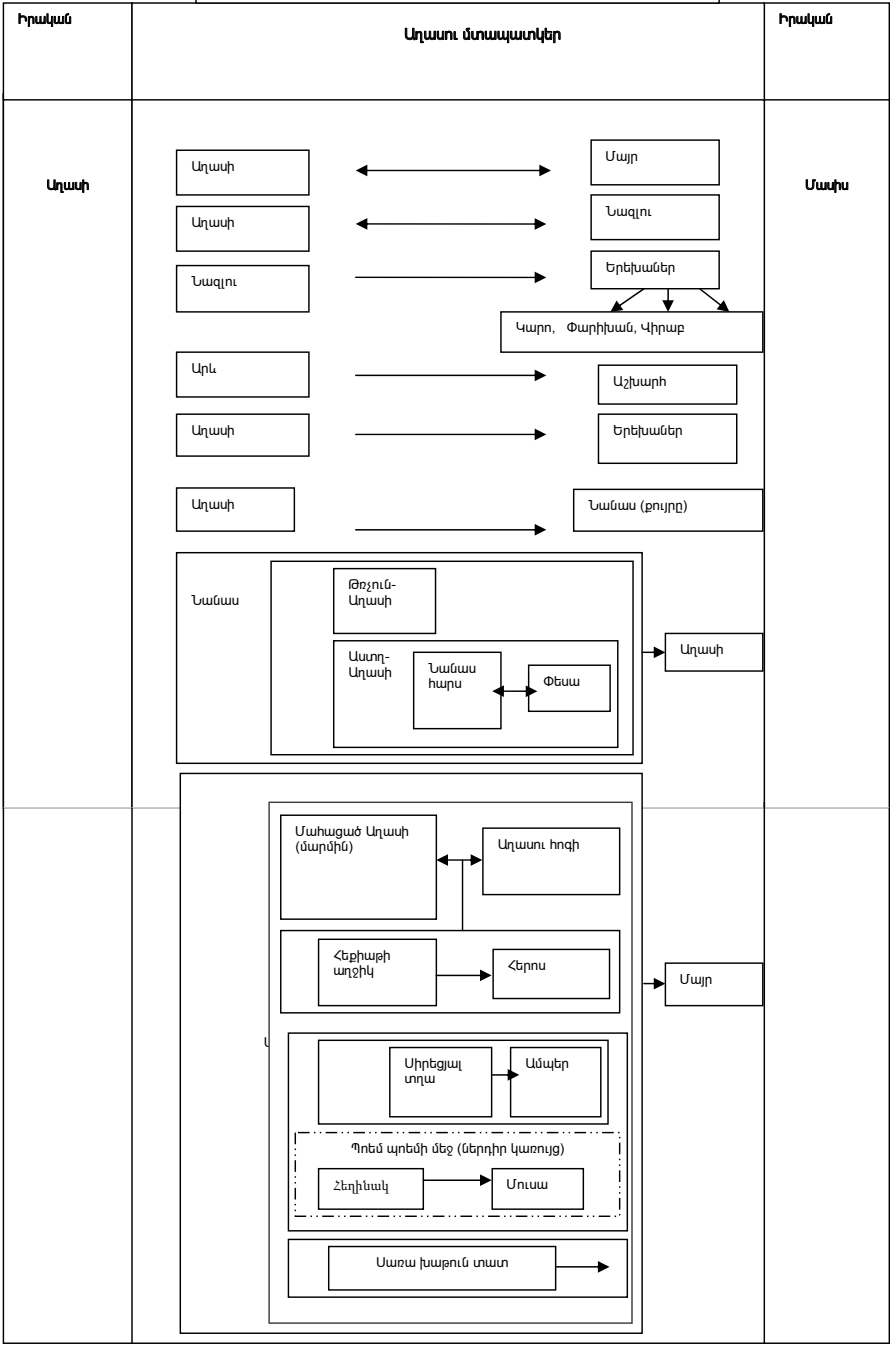 Իրական
Աղասու մտապատկեր
Իրական
Աղասի
Մասիս
Աղասի
Մայր
Աղասի
Նազլու
Նազլու
Երեխաներ
Կարո, Փարիխան, Վիրաբ
Արև
Աշխարհ
Աղասի
Երեխաներ
Աղասի
Նանաս (քույրը)
Նանաս
Թռչուն-
Աղասի
Աստղ-
Աղասի
Նանաս
հարս
Փեսա
Աղասի
Մահացած Աղասի
(մարմին)
Աղասու հոգի
Հեքիաթի
աղջիկ
Հերոս
Մայր
Սիրեցյալ
տղա
Ամպեր
Պոեմ պոեմի մեջ (ներդիր կառույց)
Հեղինակ
Մուսա
Սառա խաթուն տատ